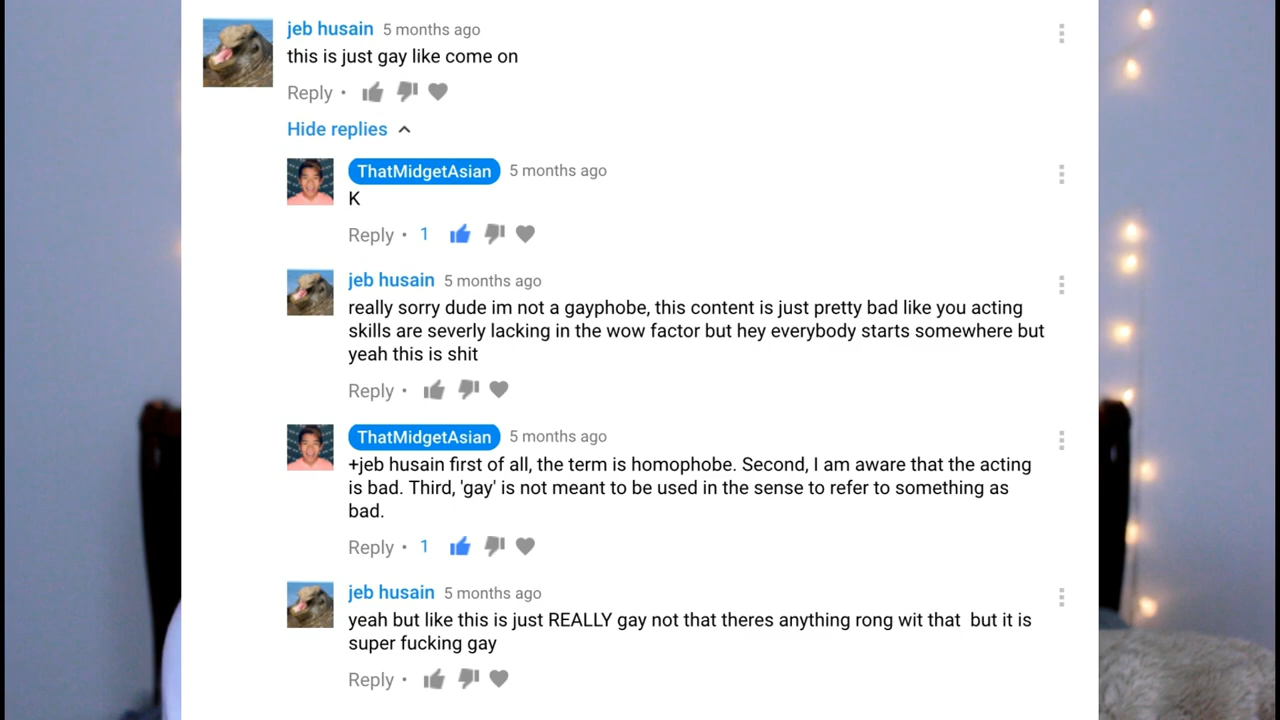 jeb husain 5 months ago
this is just gay like come on
Reply •
Hide replies
ThatMidgetAsian 5 months ago
K
Reply • 1
jeb husain 5 months ago
really sorry dude im not a gayphobe, this content is just pretty bad like you acting
skills are severly lacking in the wow factor but hey everybody starts somewhere but
yeah this is shit
Reply •
ThatMidgetAsian 5 months ago
+jeb husain first of all, the term is homophobe. Second, I am aware that the acting
is bad. Third, 'gay' is not meant to be used in the sense to refer to something as
bad.
Reply • 1
jeb husain 5 months ago
yeah but like this is just REALLY gay not that theres anything rong wit that  but it is
super fucking gay
Reply •